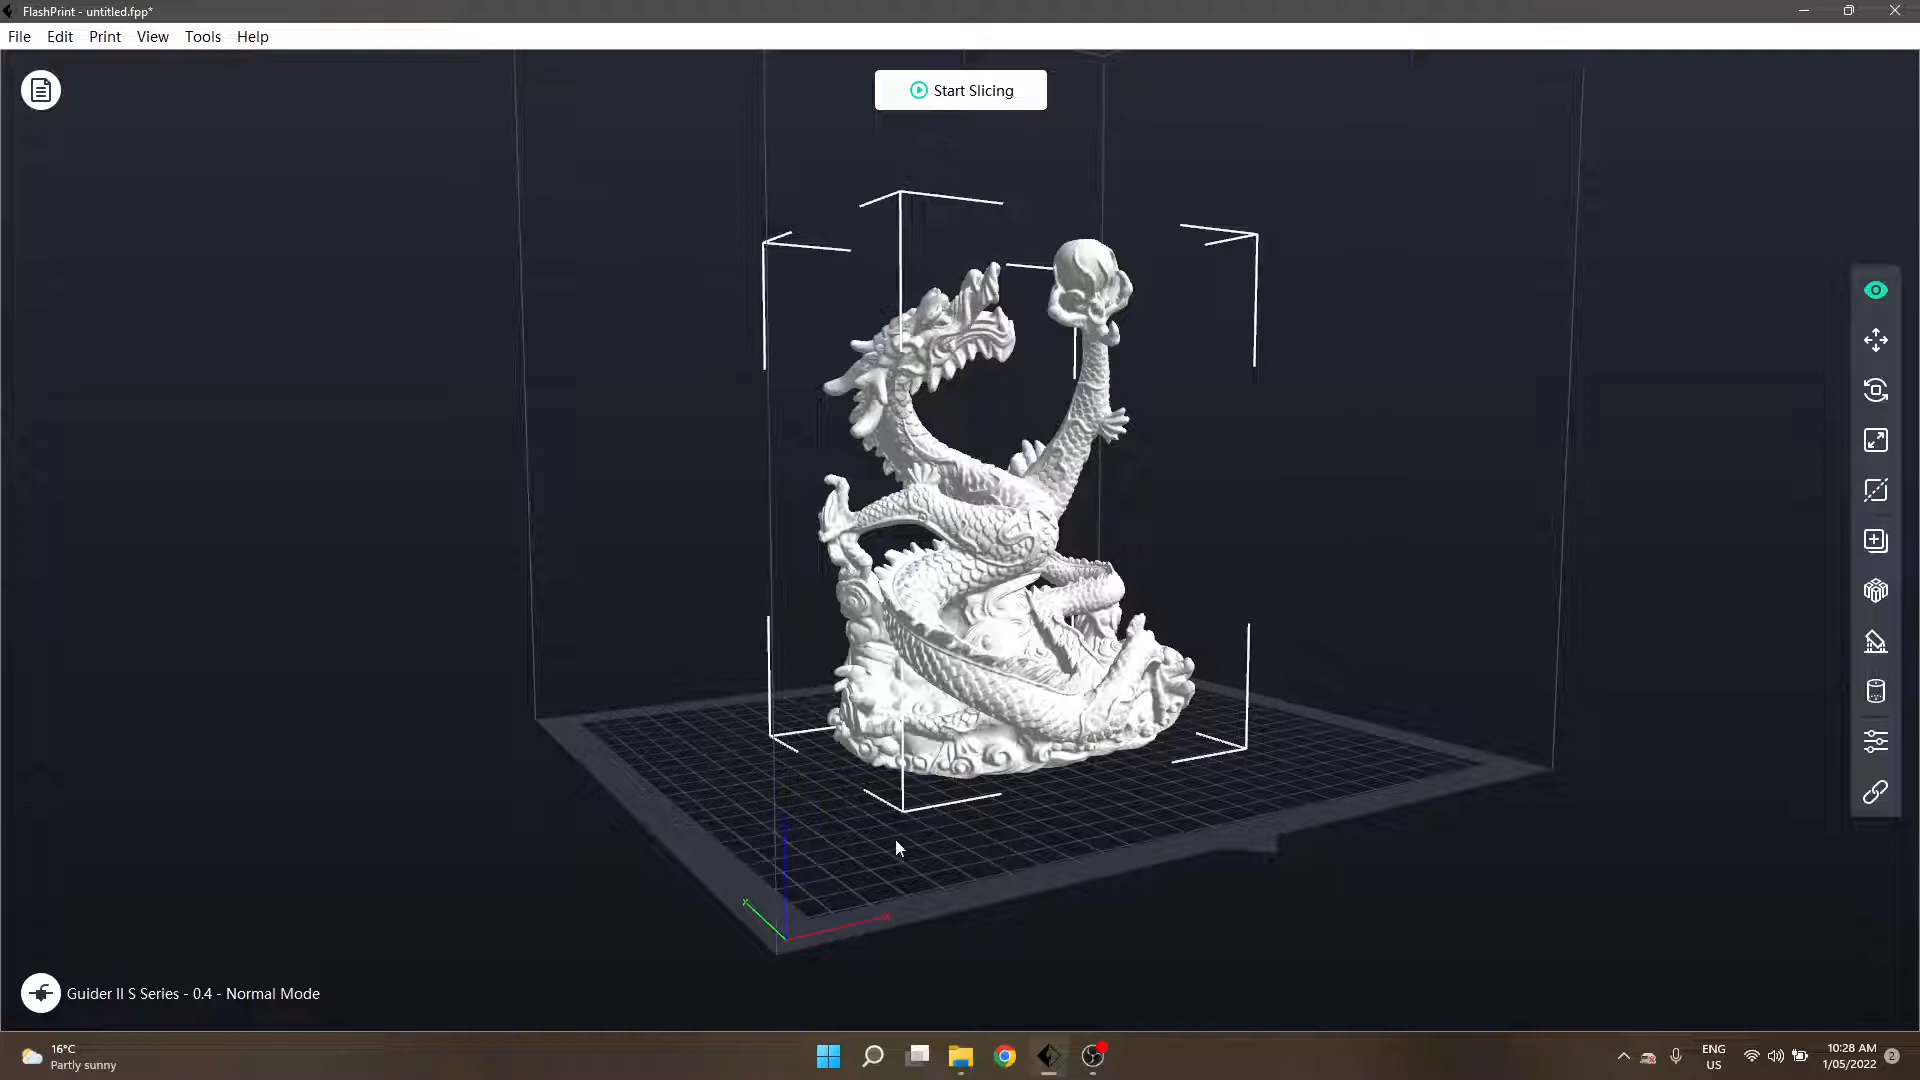 FlashPrint - untitled.fpp*
File Edit Print View Tools Help
Start Slicing
Guider II S Series - 0.4 - Normal Mode
16°C
Partly sunny
ENG
US
10:28 AM
1/05/2022
2